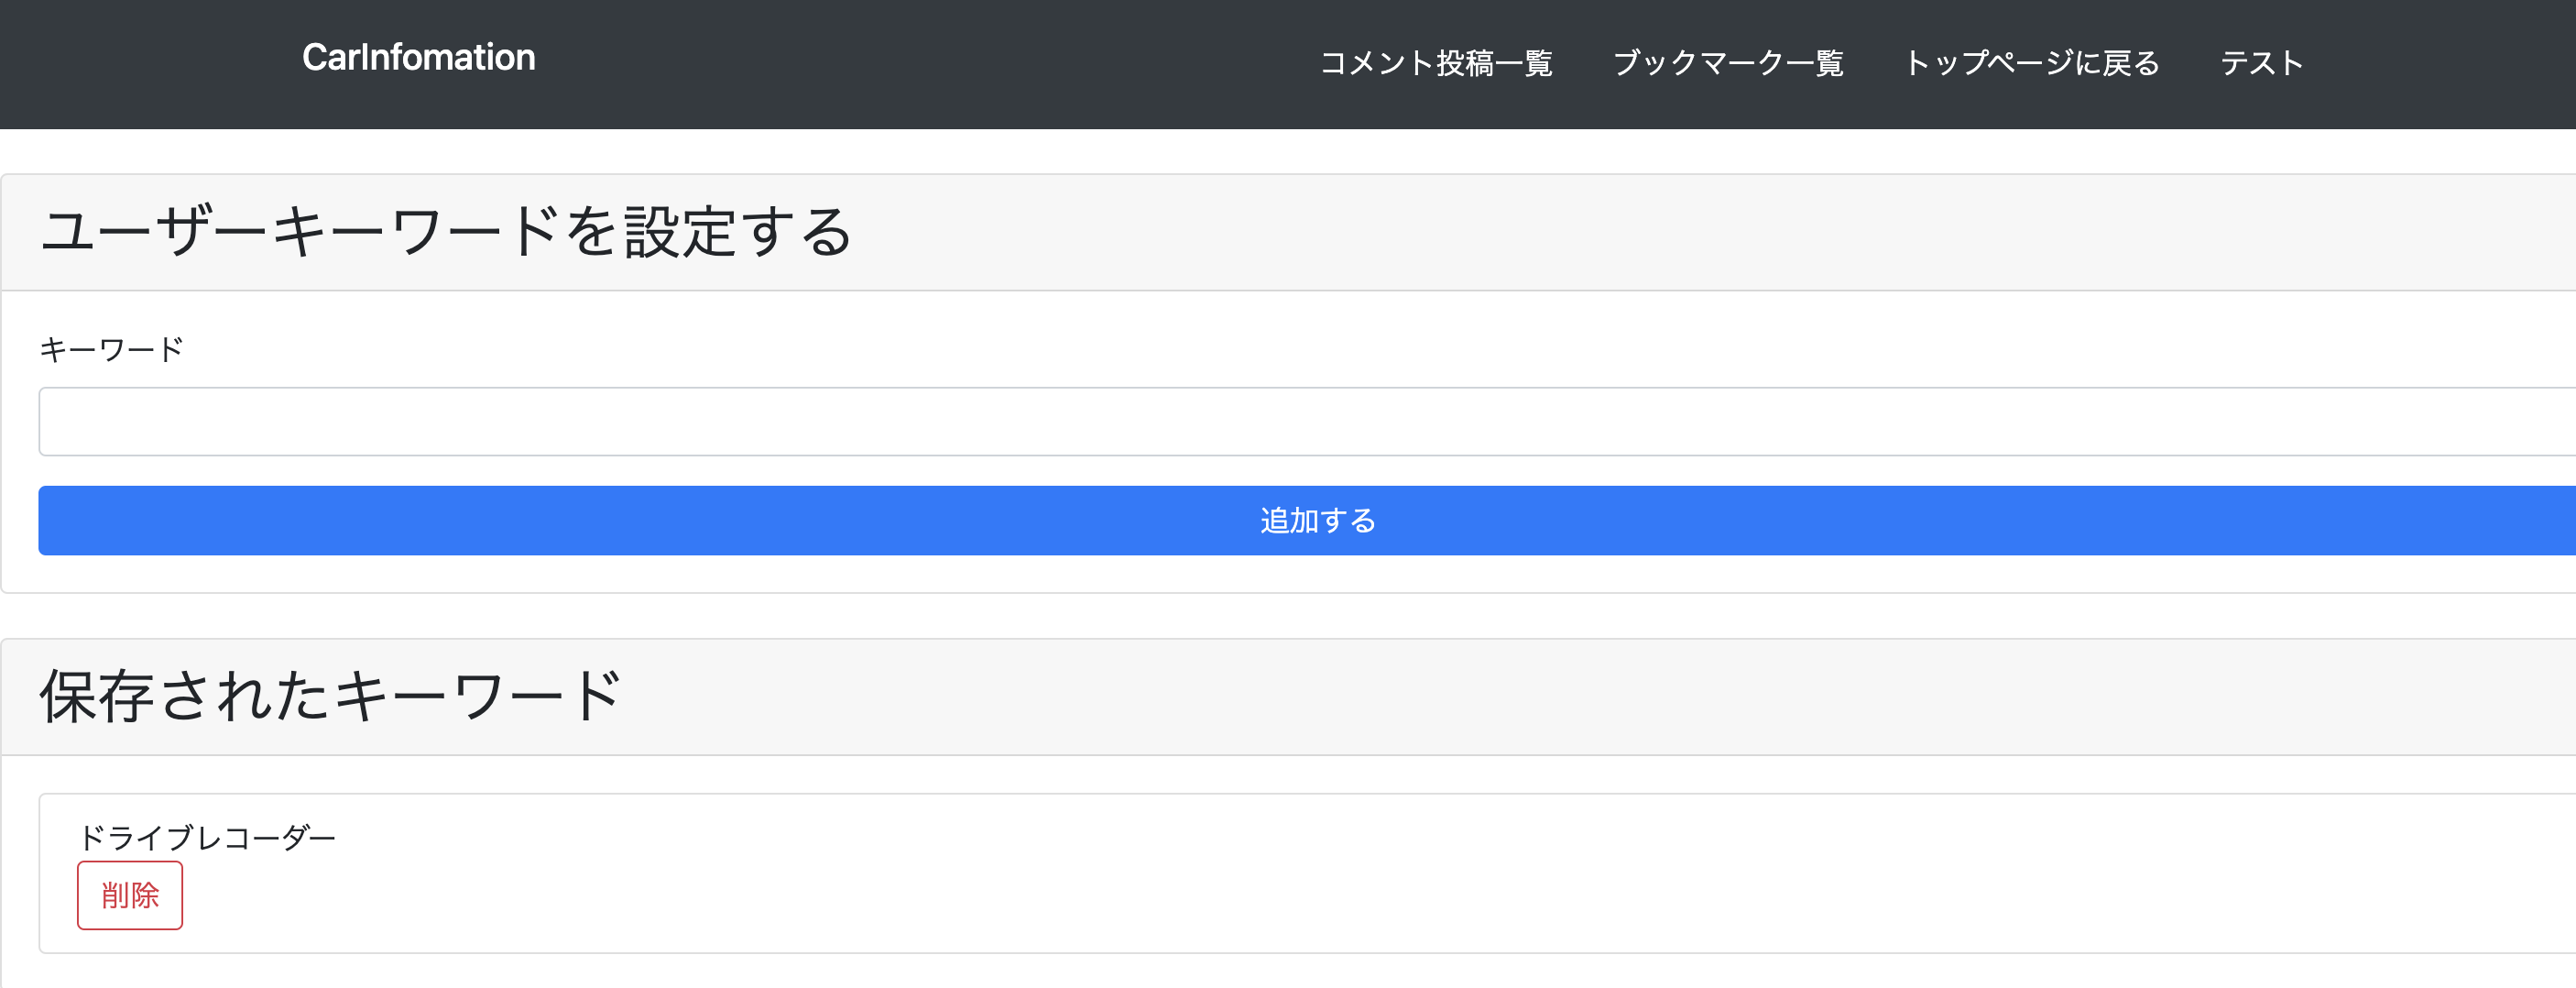 CarInfomation
コメント投稿一覧 ブックマーク一覧 トップページに戻る テスト
ユーザーキーワードを設定する
キーワード
追加する
保存されたキーワード
ドライブレコーダー
削除